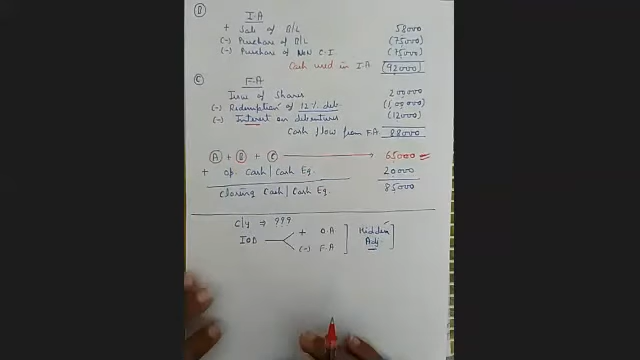 Ⓑ I.A
+ Sale of B/L 58000
(-) Purchase of B/L (75000)
(-) Purchase of NCI (75000)
Cash used in I.A (92000)
Ⓒ F.A
Issue of Shares 200000
(-) Redemption of 12% deb. (1,00,000)
(-) Interest on debentures (12000)
Cash flow from F.A. 88000
Ⓐ + Ⓑ + Ⓒ → 65000
+ op. Cash/Cash Eq. 20000
Closing Cash/Cash Eq. 85000
C/y ⇒ ???
IOD + O.A Hidden
(-) F.A Adj.